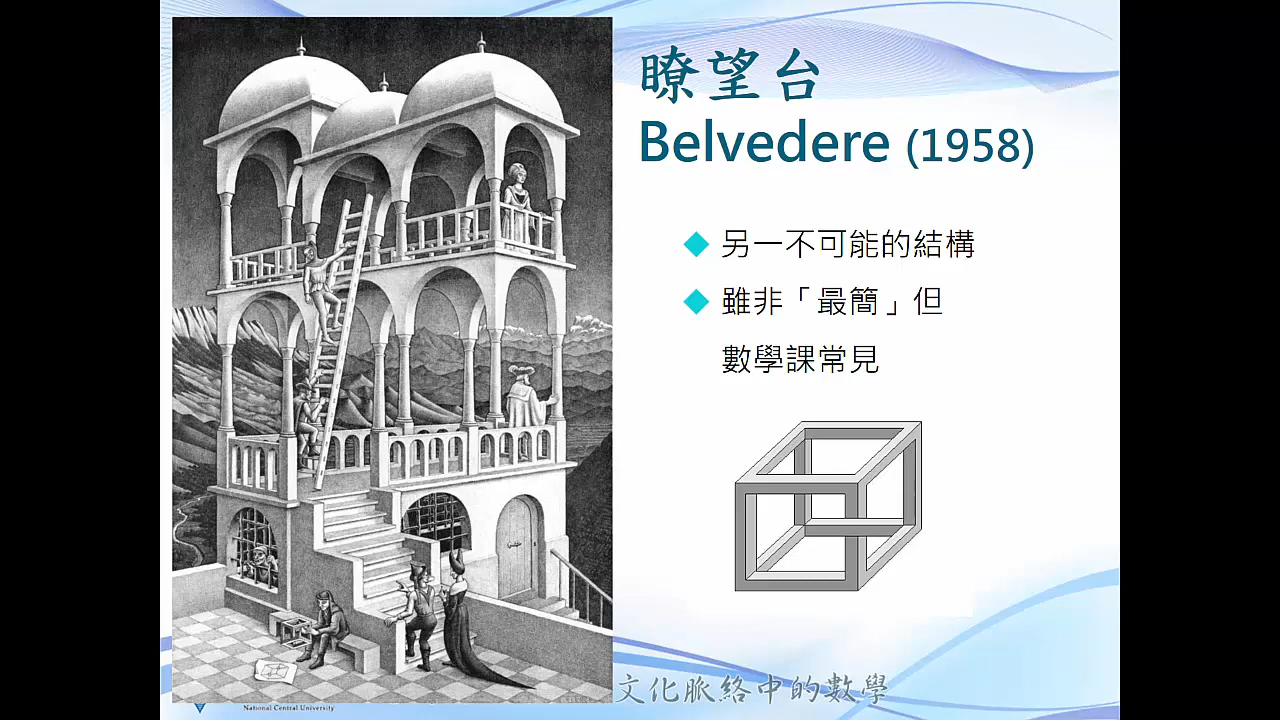 瞭望台
Belvedere (1958)
另一不可能的結構
雖非「最簡」但
數學課常見
文化脈絡中的數學
National Central University